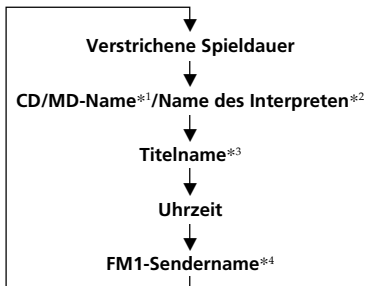 Verstrichene Spieldauer
CD/MD-Name*1/Name des Interpreten*2
Titelname*3
Uhrzeit
FM1-Sendername*4